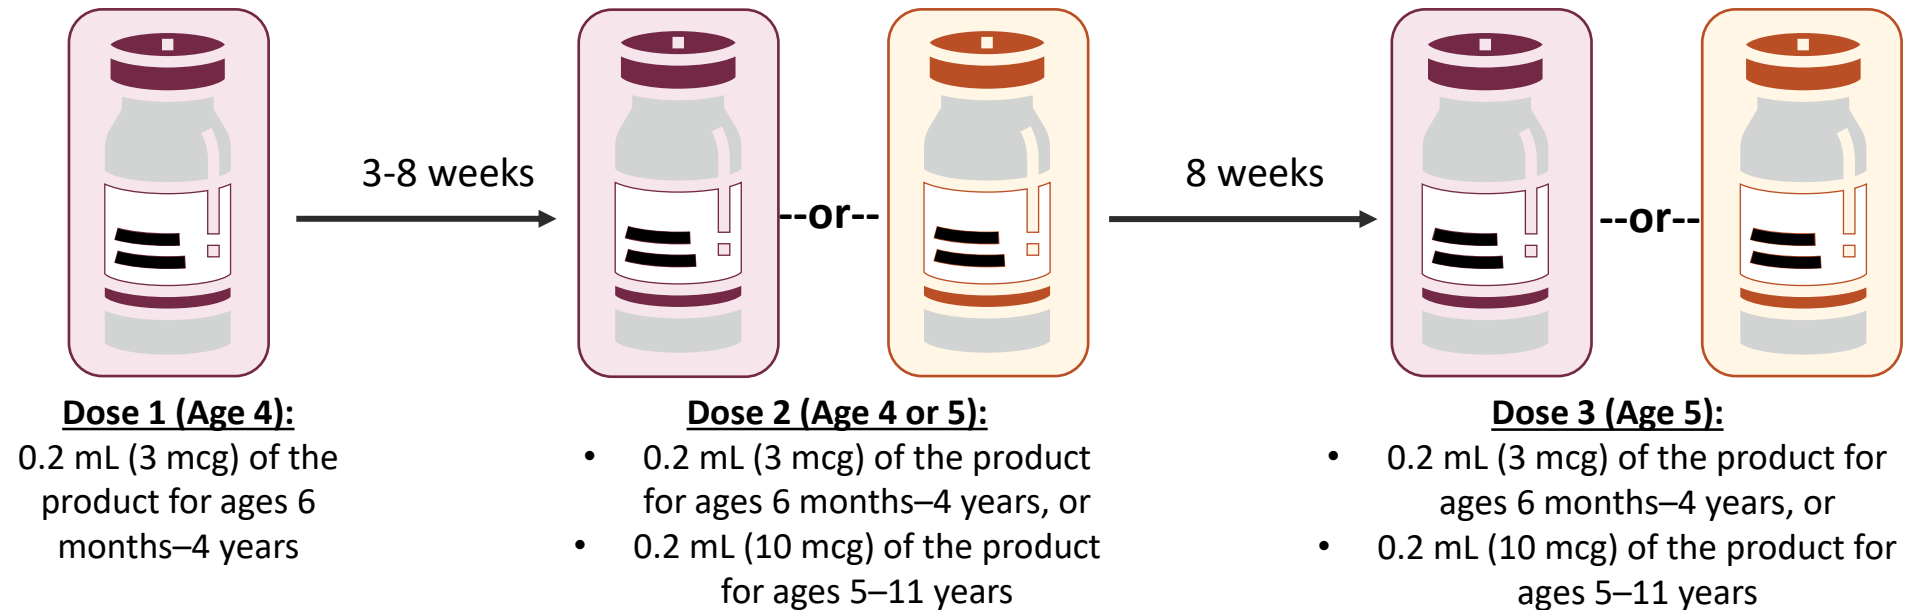 3-8 weeks
--or--
8 weeks
--or--
Dose 1 (Age 4):
0.2 mL (3 mcg) of the
product for ages 6
months–4 years
Dose 2 (Age 4 or 5):
• 0.2 mL (3 mcg) of the product
for ages 6 months–4 years, or
• 0.2 mL (10 mcg) of the product
for ages 5–11 years
Dose 3 (Age 5):
• 0.2 mL (3 mcg) of the product for
ages 6 months–4 years, or
• 0.2 mL (10 mcg) of the product for
ages 5–11 years